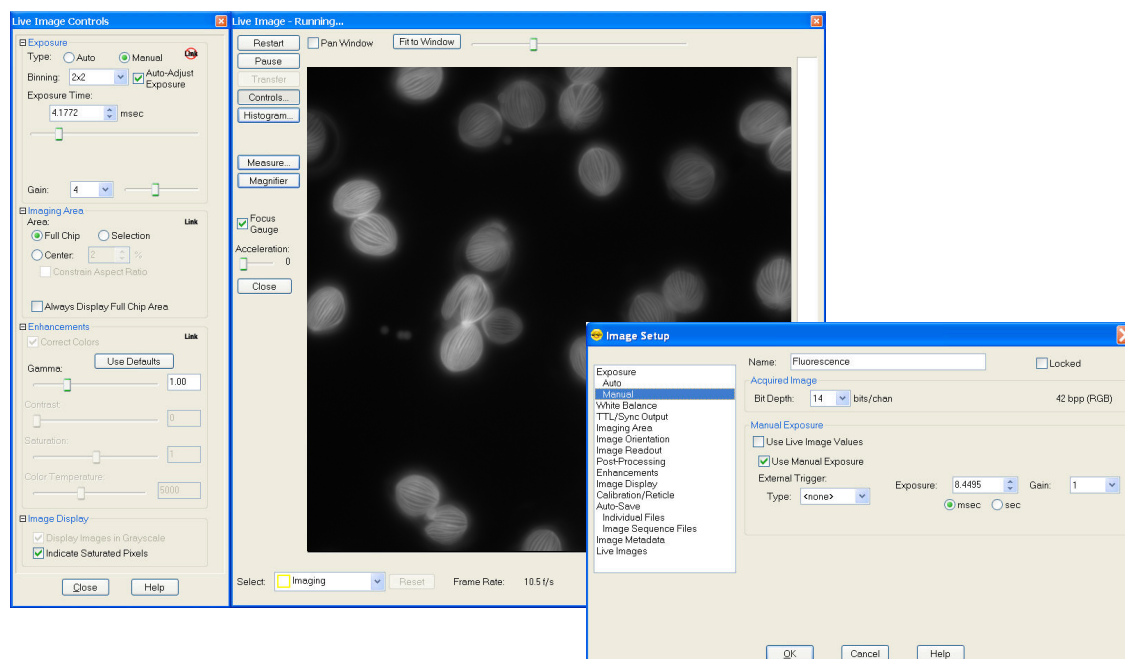 Live Image Controls
Exposure
Type: Auto Manual Link
Binning: 2x2 Auto-Adjust Exposure
Exposure Time:
4.1772 msec
Gain: 4
Imaging Area
Area: Link
Full Chip Selection
Center: 2 %
Constrain Aspect Ratio
Always Display Full Chip Area
Enhancements
Correct Colors Link
Use Defaults
Gamma:
1.00
Contrast:
0
Saturation:
1
Color Temperature:
5000
Image Display
Display Images in Grayscale
Indicate Saturated Pixels
Close Help
Live Image - Running...
Restart Pan Window Fit to Window
Pause
Transfer
Controls...
Histogram...
Measure...
Magnifier
Focus
Gauge
Acceleration:
0
Close
Select: Imaging Reset Frame Rate: 10.5 f/s
Image Setup
Exposure
Auto
Manual
White Balance
TTL/Sync Output
Imaging Area
Image Orientation
Image Readout
Post-Processing
Enhancements
Image Display
Calibration/Reticle
Auto-Save
Individual Files
Image Sequence Files
Image Metadata
Live Images
Name: Fluorescence Locked
Acquired Image
Bit Depth: 14 bits/chan 42 bpp (RGB)
Manual Exposure
Use Live Image Values
Use Manual Exposure
External Trigger:
Type: <none> Exposure: 8.4495 Gain: 1
msec sec
OK Cancel Help